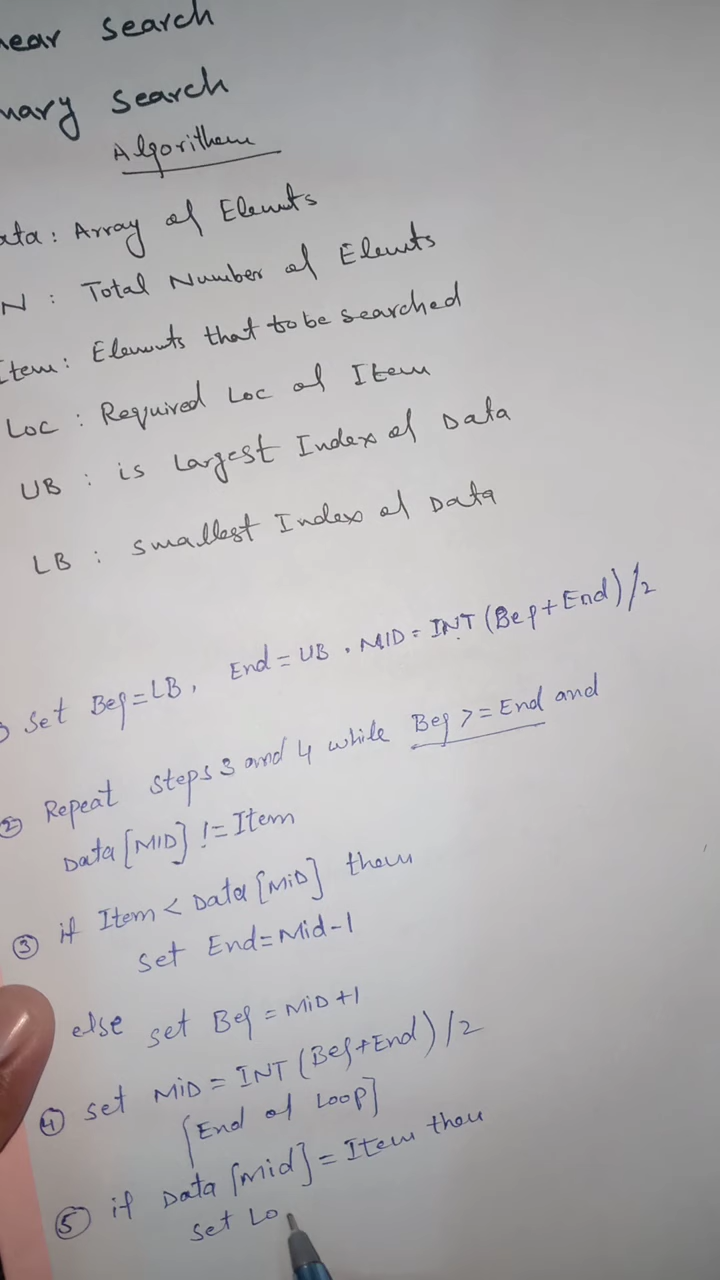 near search
nary search
Algorithem
ata: Array of Elemnts
N : Total Number of Elemnts
Item: Elements that to be searched
Loc : Required Loc of Item
UB : is Largest Index of Data
LB : smallest Index of Data
Set Beg=LB, End=UB. MID=INT(Beg+End)/2
② Repeat steps 3 and 4 while Beg >= End and
Data[MID] != Item
③ if Item < Data[MID] then
set End=Mid-1
else set Beg=MID+1
④ set MID=INT(Beg+End)/2
[End of Loop]
⑤ if Data[Mid]=Item then
set Lo